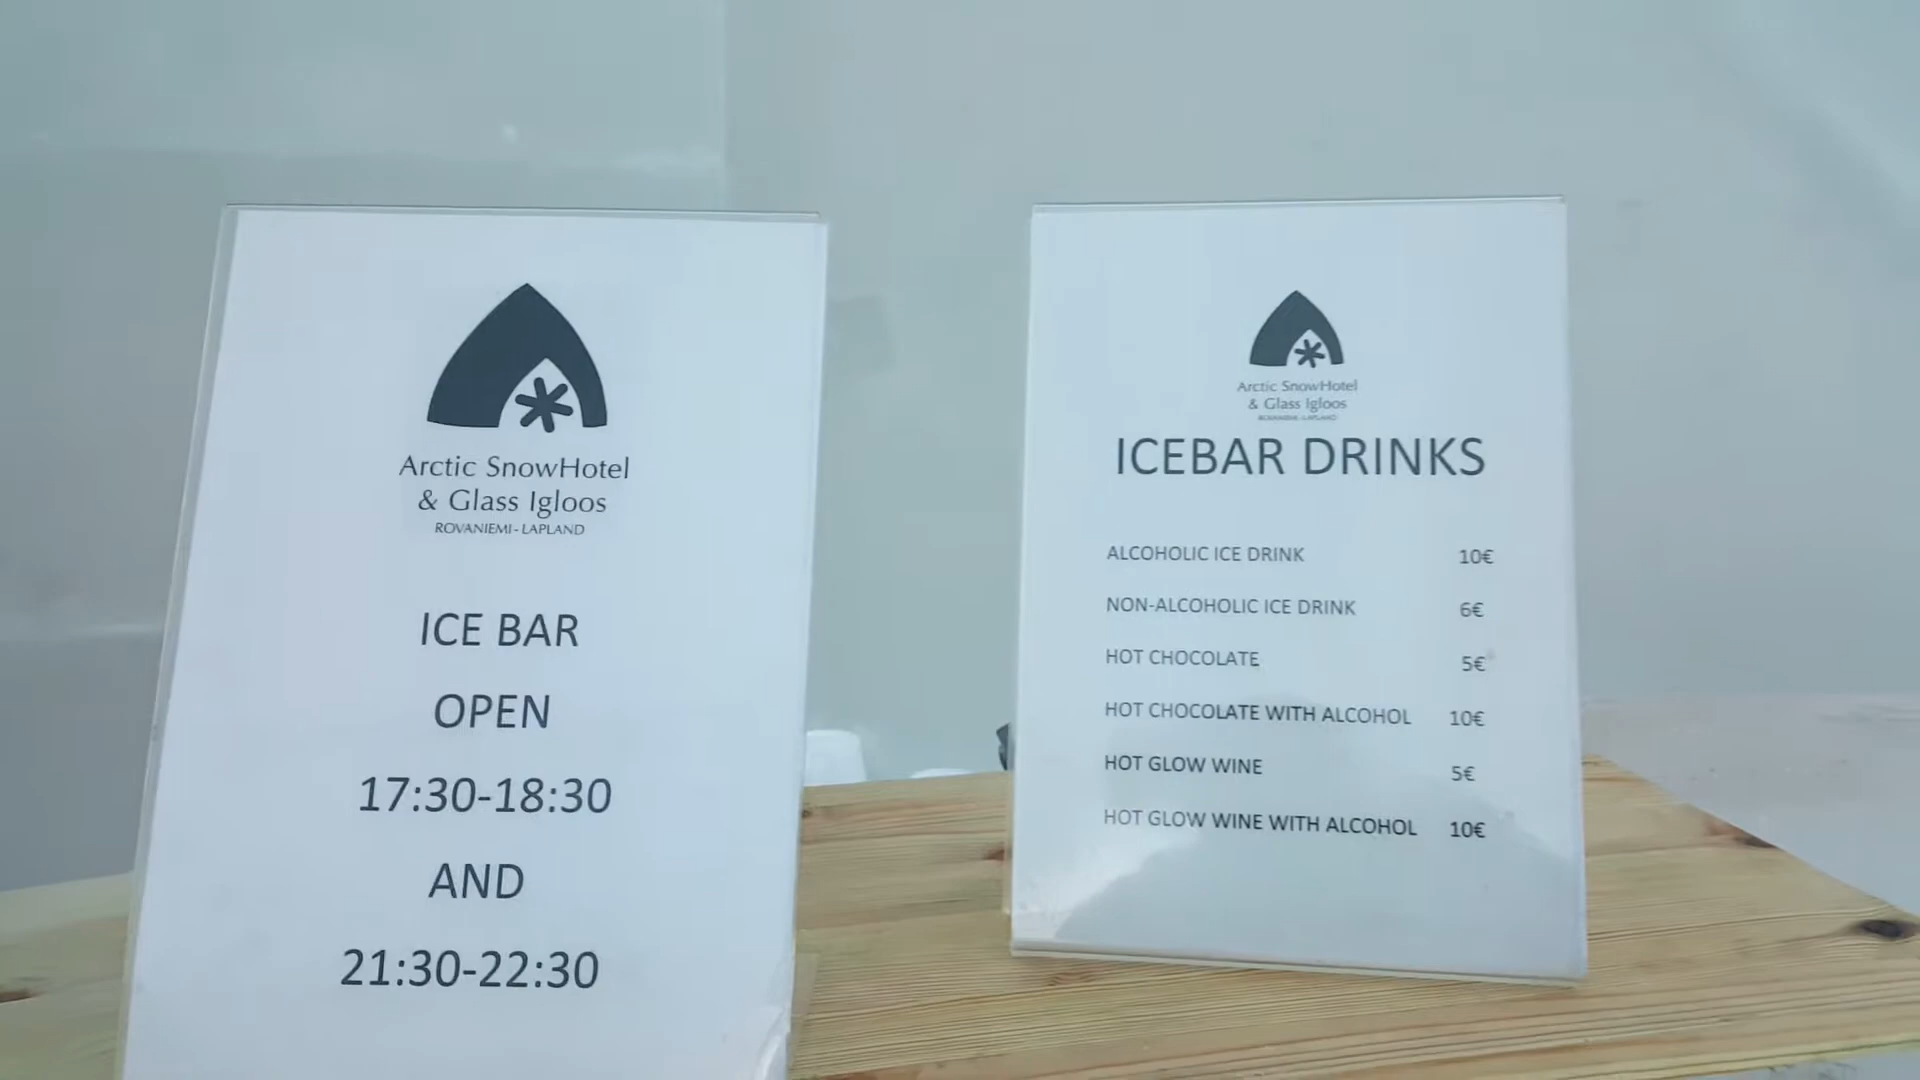 Arctic SnowHotel
& Glass Igloos
ROVANIEMI-LAPLAND
ICE BAR
OPEN
17:30-18:30
AND
21:30-22:30
Arctic SnowHotel
& Glass Igloos
ROVANIEMI-LAPLAND
ICEBAR DRINKS
ALCOHOLIC ICE DRINK 10€
NON-ALCOHOLIC ICE DRINK 6€
HOT CHOCOLATE 5€
HOT CHOCOLATE WITH ALCOHOL 10€
HOT GLOW WINE 5€
HOT GLOW WINE WITH ALCOHOL 10€